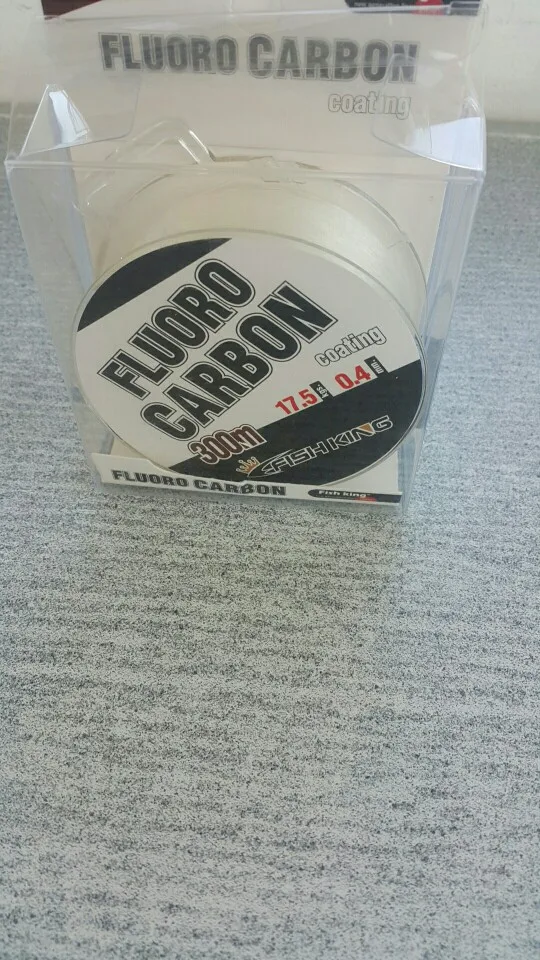 FLUORO CARBON
coating
FLUORO
CARBON
coating
17.5 0.4
300m
FISH KING
FLUORO CARBON Fish king